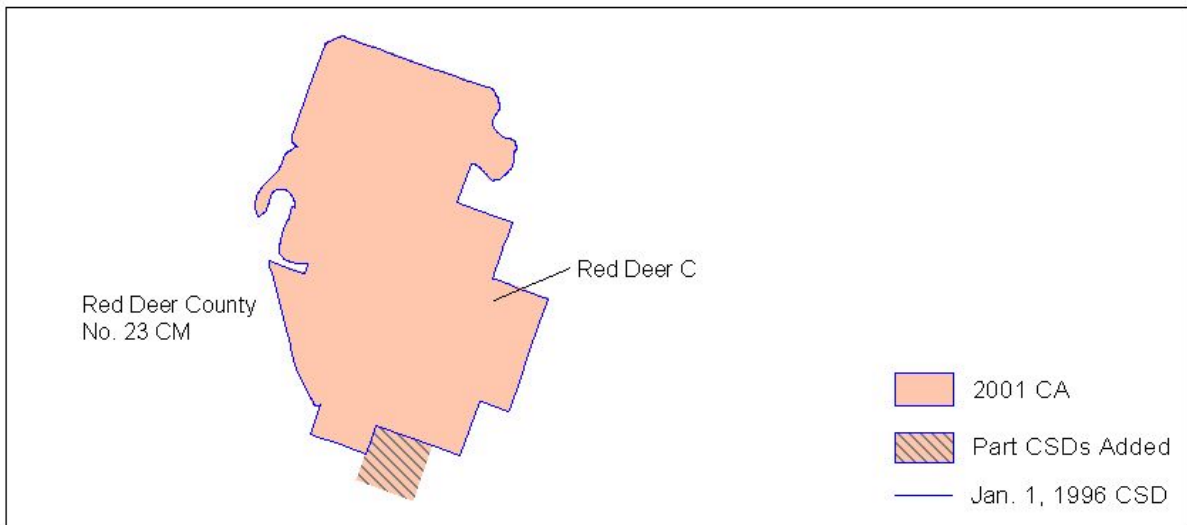 Red Deer C
Red Deer County
No. 23 CM
2001 CA
Part CSDs Added
Jan. 1, 1996 CSD